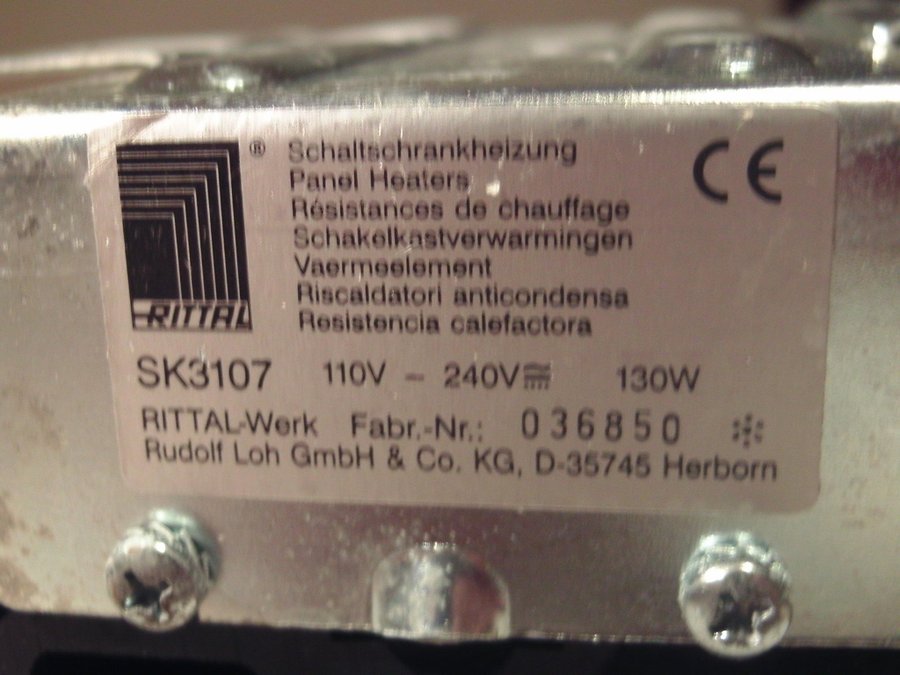 ® Schaltschrankheizung
Panel Heaters
Résistances de chauffage
Schakelkastverwarmingen
Vaermeelement
Riscaldatori anticondensa
Resistencia calefactora
CE
RITTAL
SK3107 110V – 240V≂ 130W
RITTAL-Werk Fabr.-Nr.: 036850
Rudolf Loh GmbH & Co. KG, D-35745 Herborn